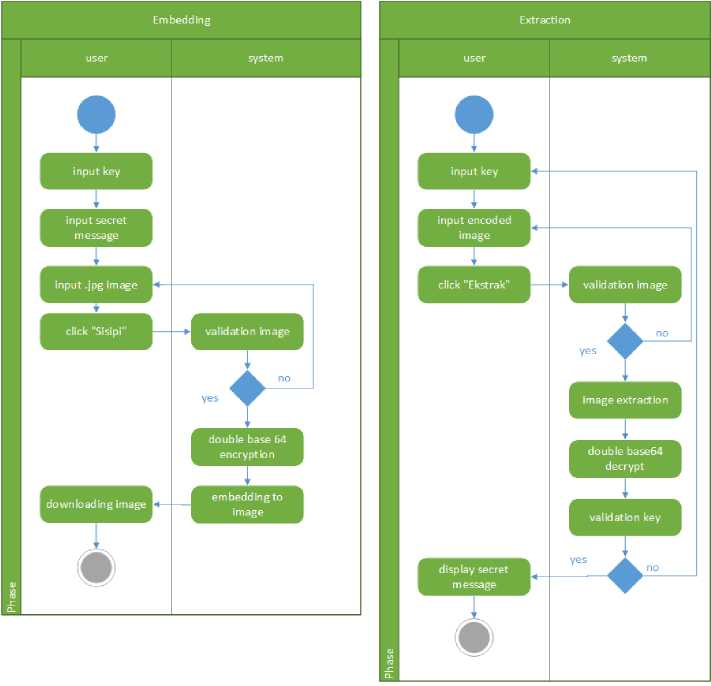 Embedding
user
system
input key
input secret
message
input .jpg image
click "Sisipi"
validation image
no
yes
double base 64
encryption
embedding to
image
downloading image
Phase
Extraction
user
system
input key
input encoded
image
click "Ekstrak"
validation image
no
yes
image extraction
double base64
decrypt
validation key
yes
no
display secret
message
Phase